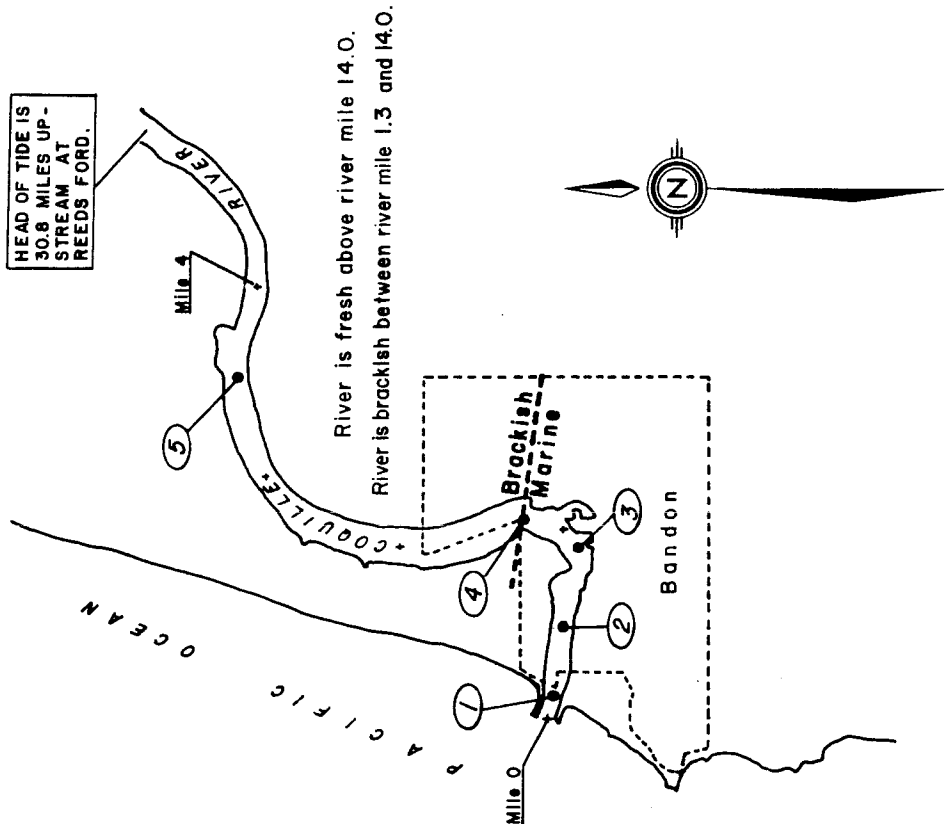 HEAD OF TIDE IS
30.8 MILES UP-
STREAM AT
REEDS FORD.
RIVER
Mile 4
5
River is fresh above river mile 14.0.
River is brackish between river mile 1.3 and 14.0.
COQUILLE
PACIFIC OCEAN
Brackish
Marine
4
3
2
1
Bandon
Mile 0
N